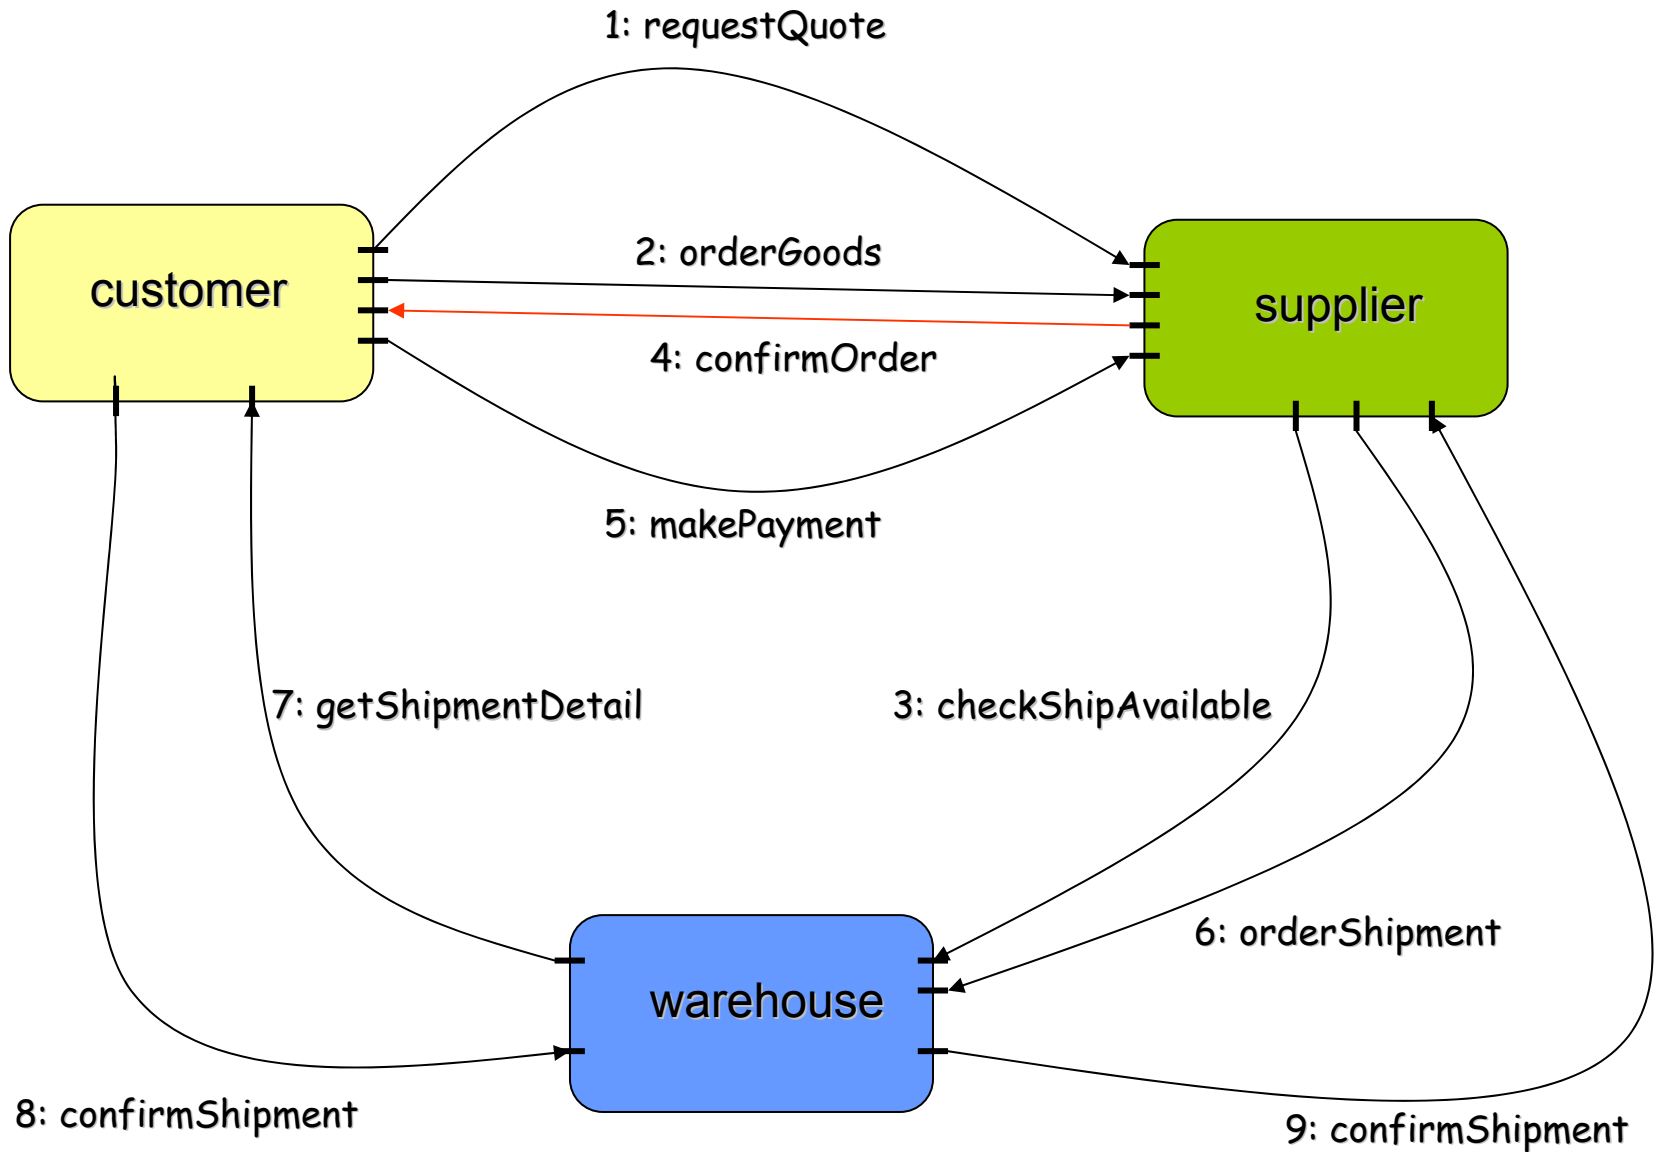 1: requestQuote
2: orderGoods
customer
supplier
4: confirmOrder
5: makePayment
7: getShipmentDetail
3: checkShipAvailable
6: orderShipment
warehouse
8: confirmShipment
9: confirmShipment